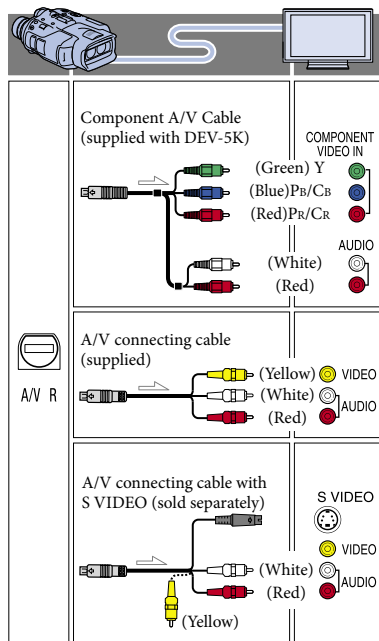 Component A/V Cable
(supplied with DEV-5K)
COMPONENT
VIDEO IN
(Green) Y
(Blue)PB/CB
(Red)PR/CR
AUDIO
(White)
(Red)
A/V R
A/V connecting cable
(supplied)
(Yellow) VIDEO
(White)
AUDIO
(Red)
A/V connecting cable with
S VIDEO (sold separately)
S VIDEO
VIDEO
(White)
AUDIO
(Red)
(Yellow)